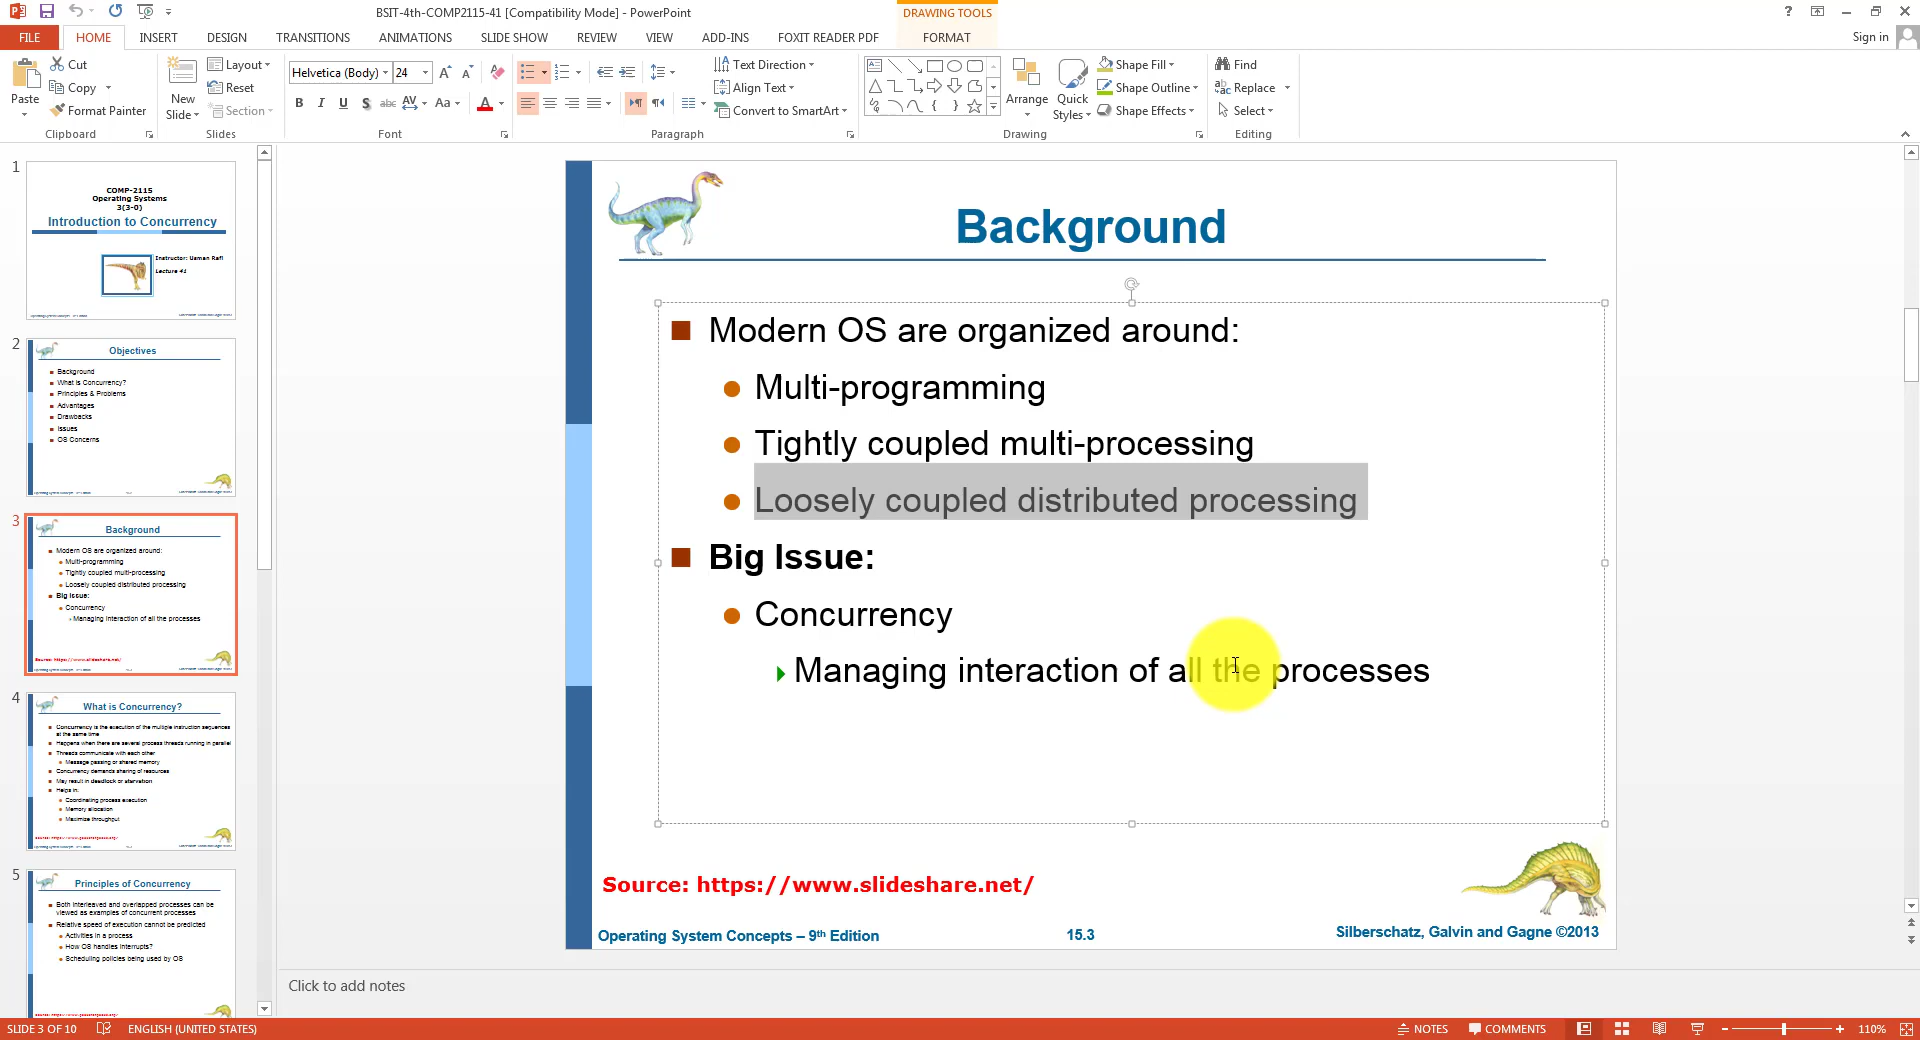 BSIT-4th-COMP2115-41 [Compatibility Mode] - PowerPoint
DRAWING TOOLS
FILE HOME INSERT DESIGN TRANSITIONS ANIMATIONS SLIDE SHOW REVIEW VIEW ADD-INS FOXIT READER PDF FORMAT
Sign in
Paste
Cut
Copy
Format Painter
Clipboard
New Slide
Layout
Reset
Section
Slides
Helvetica (Body) 24
Font
Text Direction
Align Text
Convert to SmartArt
Paragraph
Arrange
Quick Styles
Shape Fill
Shape Outline
Shape Effects
Drawing
Find
Replace
Select
Editing
1
COMP-2115
Operating Systems
3(3-0)
Introduction to Concurrency
Instructor: Usman Rafi
Lecture 41
2
Objectives
Background
What is Concurrency?
Principles & Problems
Advantages
Drawbacks
Issues
OS Concerns
3
Background
Modern OS are organized around:
Multi-programming
Tightly coupled multi-processing
Loosely coupled distributed processing
Big Issue:
Concurrency
Managing interaction of all the processes
Source: https://www.slideshare.net/
4
What is Concurrency?
Concurrency is the execution of the multiple instruction sequences
at the same time
Happens when there are several process threads running in parallel
Threads communicate with each other
Message passing or shared memory
Concurrency demands sharing of resources
May result in deadlock or starvation
Helps in:
Coordinating process execution
Memory allocation
Maximize throughput
5
Principles of Concurrency
Both interleaved and overlapped processes can be
viewed as examples of concurrent processes
Relative speed of execution cannot be predicted
Activities in a process
How OS handles interrupts?
Scheduling policies being used by OS
Background
Modern OS are organized around:
Multi-programming
Tightly coupled multi-processing
Loosely coupled distributed processing
Big Issue:
Concurrency
Managing interaction of all the processes
Source: https://www.slideshare.net/
Operating System Concepts – 9th Edition
15.3
Silberschatz, Galvin and Gagne ©2013
Click to add notes
SLIDE 3 OF 10
ENGLISH (UNITED STATES)
NOTES
COMMENTS
110%